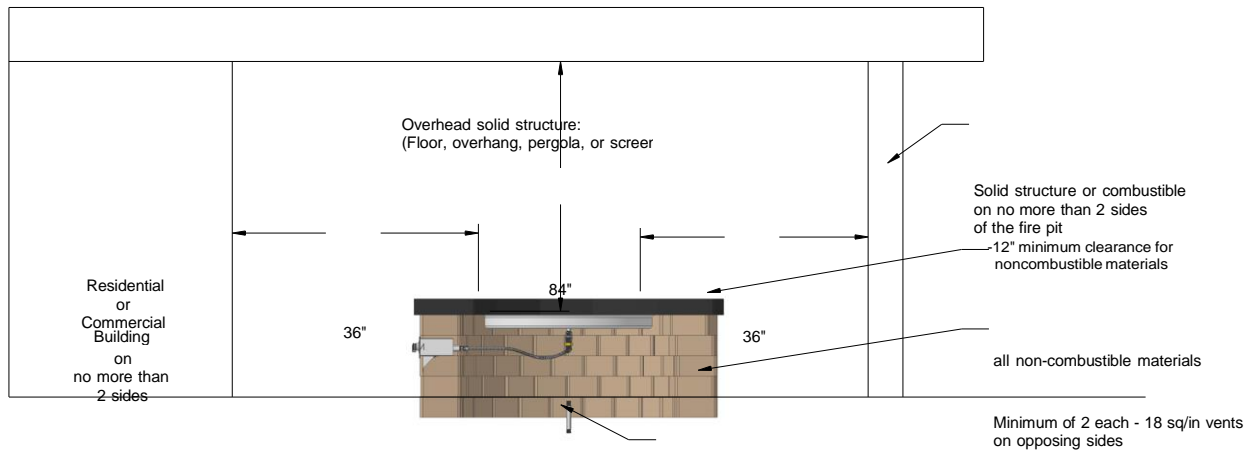 Overhead solid structure:
(Floor, overhang, pergola, or screer
Solid structure or combustible
on no more than 2 sides
of the fire pit
-12" minimum clearance for
noncombustible materials
84"
Residential
or
Commercial
Building
on
no more than
2 sides
36"
36"
all non-combustible materials
Minimum of 2 each - 18 sq/in vents
on opposing sides